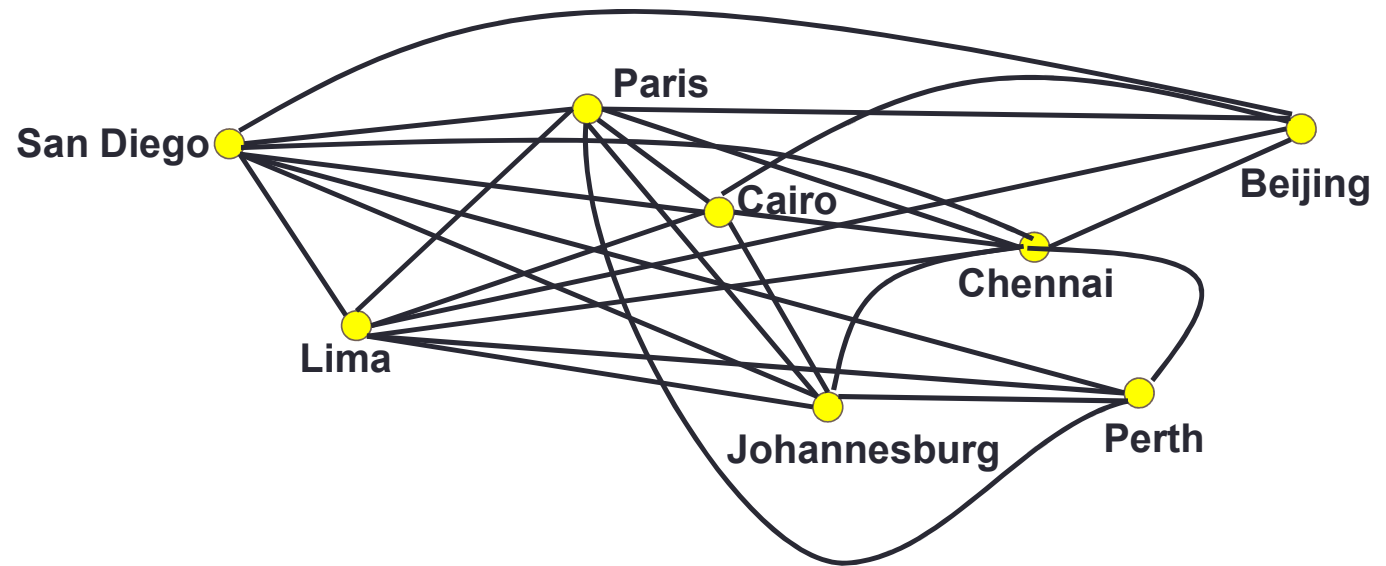 Paris
San Diego
Beijing
Cairo
Chennai
Lima
Johannesburg
Perth